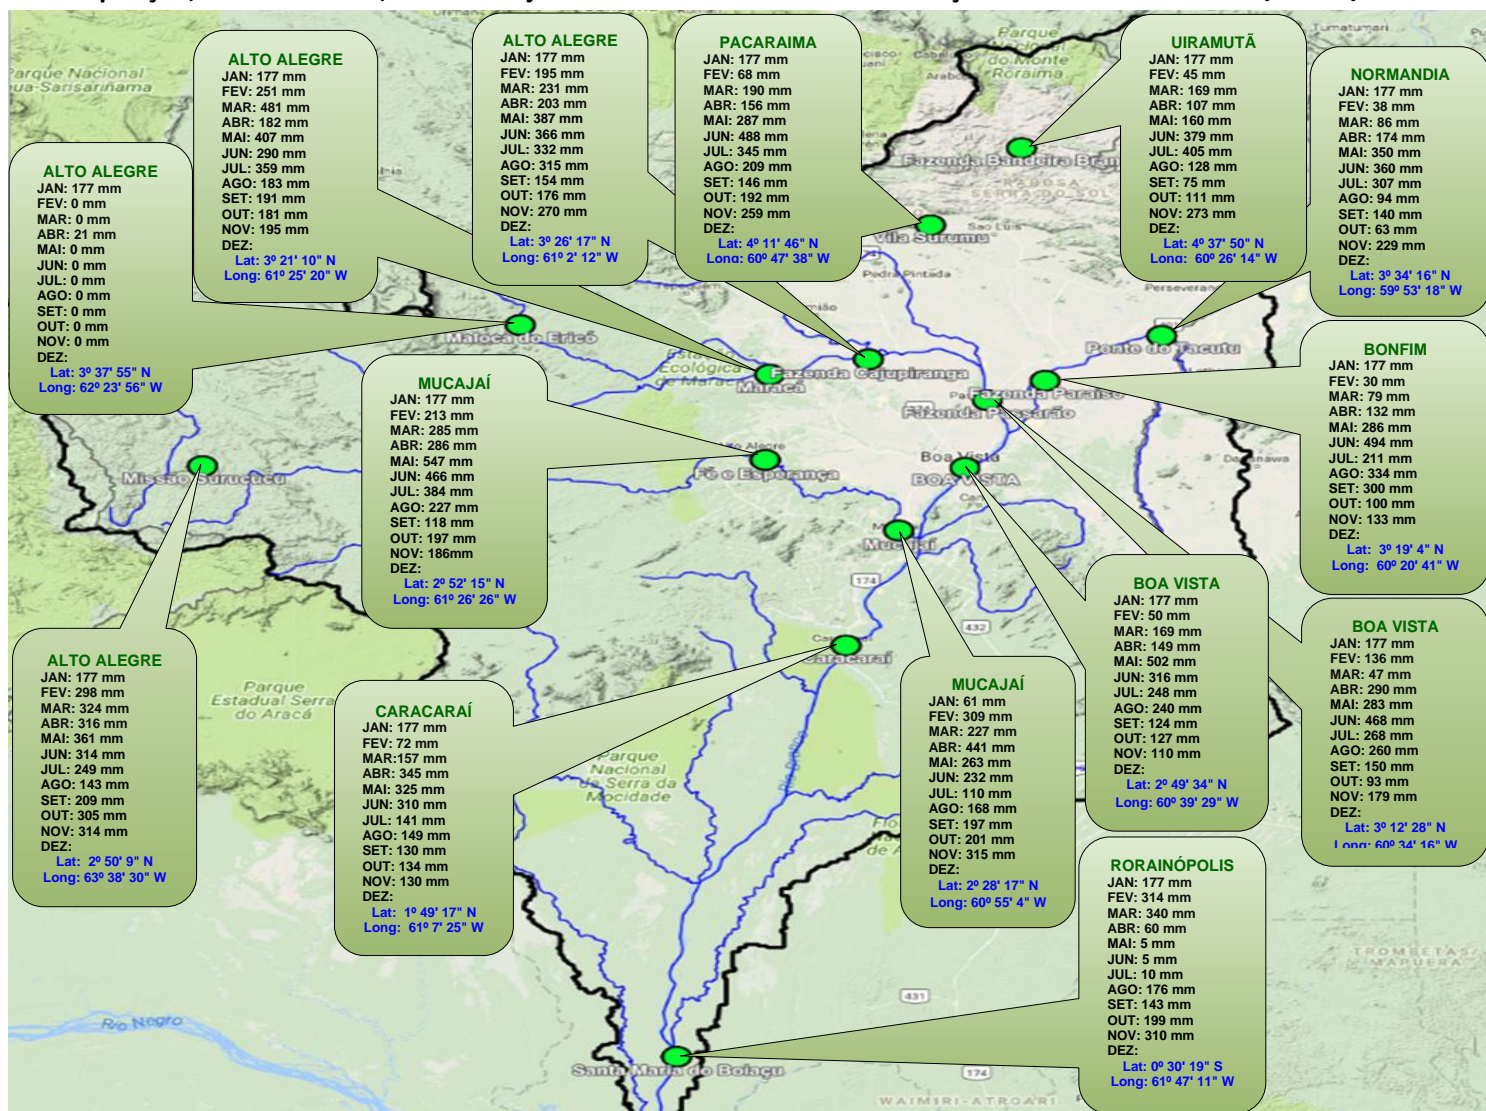 ALTO ALEGRE
JAN: 177 mm
FEV: 0 mm
MAR: 0 mm
ABR: 21 mm
MAI: 0 mm
JUN: 0 mm
JUL: 0 mm
AGO: 0 mm
SET: 0 mm
OUT: 0 mm
NOV: 0 mm
DEZ:
Lat: 3º 37' 55" N
Long: 62º 23' 56" W
ALTO ALEGRE
JAN: 177 mm
FEV: 251 mm
MAR: 481 mm
ABR: 182 mm
MAI: 407 mm
JUN: 290 mm
JUL: 359 mm
AGO: 183 mm
SET: 191 mm
OUT: 181 mm
NOV: 195 mm
DEZ:
Lat: 3º 21' 10" N
Long: 61º 25' 20" W
ALTO ALEGRE
JAN: 177 mm
FEV: 195 mm
MAR: 231 mm
ABR: 203 mm
MAI: 387 mm
JUN: 366 mm
JUL: 332 mm
AGO: 315 mm
SET: 154 mm
OUT: 176 mm
NOV: 270 mm
DEZ:
Lat: 3º 26' 17" N
Long: 61º 2' 12" W
PACARAIMA
JAN: 177 mm
FEV: 68 mm
MAR: 190 mm
ABR: 156 mm
MAI: 287 mm
JUN: 488 mm
JUL: 345 mm
AGO: 209 mm
SET: 146 mm
OUT: 192 mm
NOV: 259 mm
DEZ:
Lat: 4º 11' 46" N
Long: 60º 47' 38" W
UIRAMUTÃ
JAN: 177 mm
FEV: 45 mm
MAR: 169 mm
ABR: 107 mm
MAI: 160 mm
JUN: 379 mm
JUL: 405 mm
AGO: 128 mm
SET: 75 mm
OUT: 111 mm
NOV: 273 mm
DEZ:
Lat: 4º 37' 50" N
Long: 60º 26' 14" W
NORMANDIA
JAN: 177 mm
FEV: 38 mm
MAR: 86 mm
ABR: 174 mm
MAI: 350 mm
JUN: 360 mm
JUL: 307 mm
AGO: 94 mm
SET: 140 mm
OUT: 63 mm
NOV: 229 mm
DEZ:
Lat: 3º 34' 16" N
Long: 59º 53' 18" W
BONFIM
JAN: 177 mm
FEV: 30 mm
MAR: 79 mm
ABR: 132 mm
MAI: 286 mm
JUN: 494 mm
JUL: 211 mm
AGO: 334 mm
SET: 300 mm
OUT: 100 mm
NOV: 133 mm
DEZ:
Lat: 3º 19' 4" N
Long: 60º 20' 41" W
MUCAJAÍ
JAN: 177 mm
FEV: 213 mm
MAR: 285 mm
ABR: 286 mm
MAI: 547 mm
JUN: 466 mm
JUL: 384 mm
AGO: 227 mm
SET: 118 mm
OUT: 197 mm
NOV: 186mm
DEZ:
Lat: 2º 52' 15" N
Long: 61º 26' 26" W
ALTO ALEGRE
JAN: 177 mm
FEV: 298 mm
MAR: 324 mm
ABR: 316 mm
MAI: 361 mm
JUN: 314 mm
JUL: 249 mm
AGO: 143 mm
SET: 209 mm
OUT: 305 mm
NOV: 314 mm
DEZ:
Lat: 2º 50' 9" N
Long: 63º 38' 30" W
CARACARAÍ
JAN: 177 mm
FEV: 72 mm
MAR:157 mm
ABR: 345 mm
MAI: 325 mm
JUN: 310 mm
JUL: 141 mm
AGO: 149 mm
SET: 130 mm
OUT: 134 mm
NOV: 130 mm
DEZ:
Lat: 1º 49' 17" N
Long: 61º 7' 25" W
MUCAJAÍ
JAN: 61 mm
FEV: 309 mm
MAR: 227 mm
ABR: 441 mm
MAI: 263 mm
JUN: 232 mm
JUL: 110 mm
AGO: 168 mm
SET: 197 mm
OUT: 201 mm
NOV: 315 mm
DEZ:
Lat: 2º 28' 17" N
Long: 60º 55' 4" W
BOA VISTA
JAN: 177 mm
FEV: 50 mm
MAR: 169 mm
ABR: 149 mm
MAI: 502 mm
JUN: 316 mm
JUL: 248 mm
AGO: 240 mm
SET: 124 mm
OUT: 127 mm
NOV: 110 mm
DEZ:
Lat: 2º 49' 34" N
Long: 60º 39' 29" W
BOA VISTA
JAN: 177 mm
FEV: 136 mm
MAR: 47 mm
ABR: 290 mm
MAI: 283 mm
JUN: 468 mm
JUL: 268 mm
AGO: 260 mm
SET: 150 mm
OUT: 93 mm
NOV: 179 mm
DEZ:
Lat: 3º 12' 28" N
Long: 60º 34' 16" W
RORAINÓPOLIS
JAN: 177 mm
FEV: 314 mm
MAR: 340 mm
ABR: 60 mm
MAI: 5 mm
JUN: 5 mm
JUL: 10 mm
AGO: 176 mm
SET: 143 mm
OUT: 199 mm
NOV: 310 mm
DEZ:
Lat: 0º 30' 19" S
Long: 61º 47' 11" W
Parque Nacional
Parque
do Monte
Roraima
Tumatumari
Fazenda Bandeira Bran
RAPOSA
SERRA DO SOL
Vila Surumu
Sao Luis
Pedra Pintada
Maloca do Ericó
Estação
Ecológica
de Maracá
Maracá
Fazenda Cajupiranga
Ponte do Tacutu
Fazenda Paraíso
Fazenda Passarão
Missão Surucucu
Fé e Esperança
Boa Vista
BOA VISTA
Mucajaí
174
432
Caracaraí
Parque
Estadual Serra
do Aracá
Parque
Nacional
da Serra da
Mocidade
Rio Branco
Rio Negro
Santa Maria do Boiaçu
431
174
TROMBETAS/
MAPUERA
WAIMIRI-ATROARI